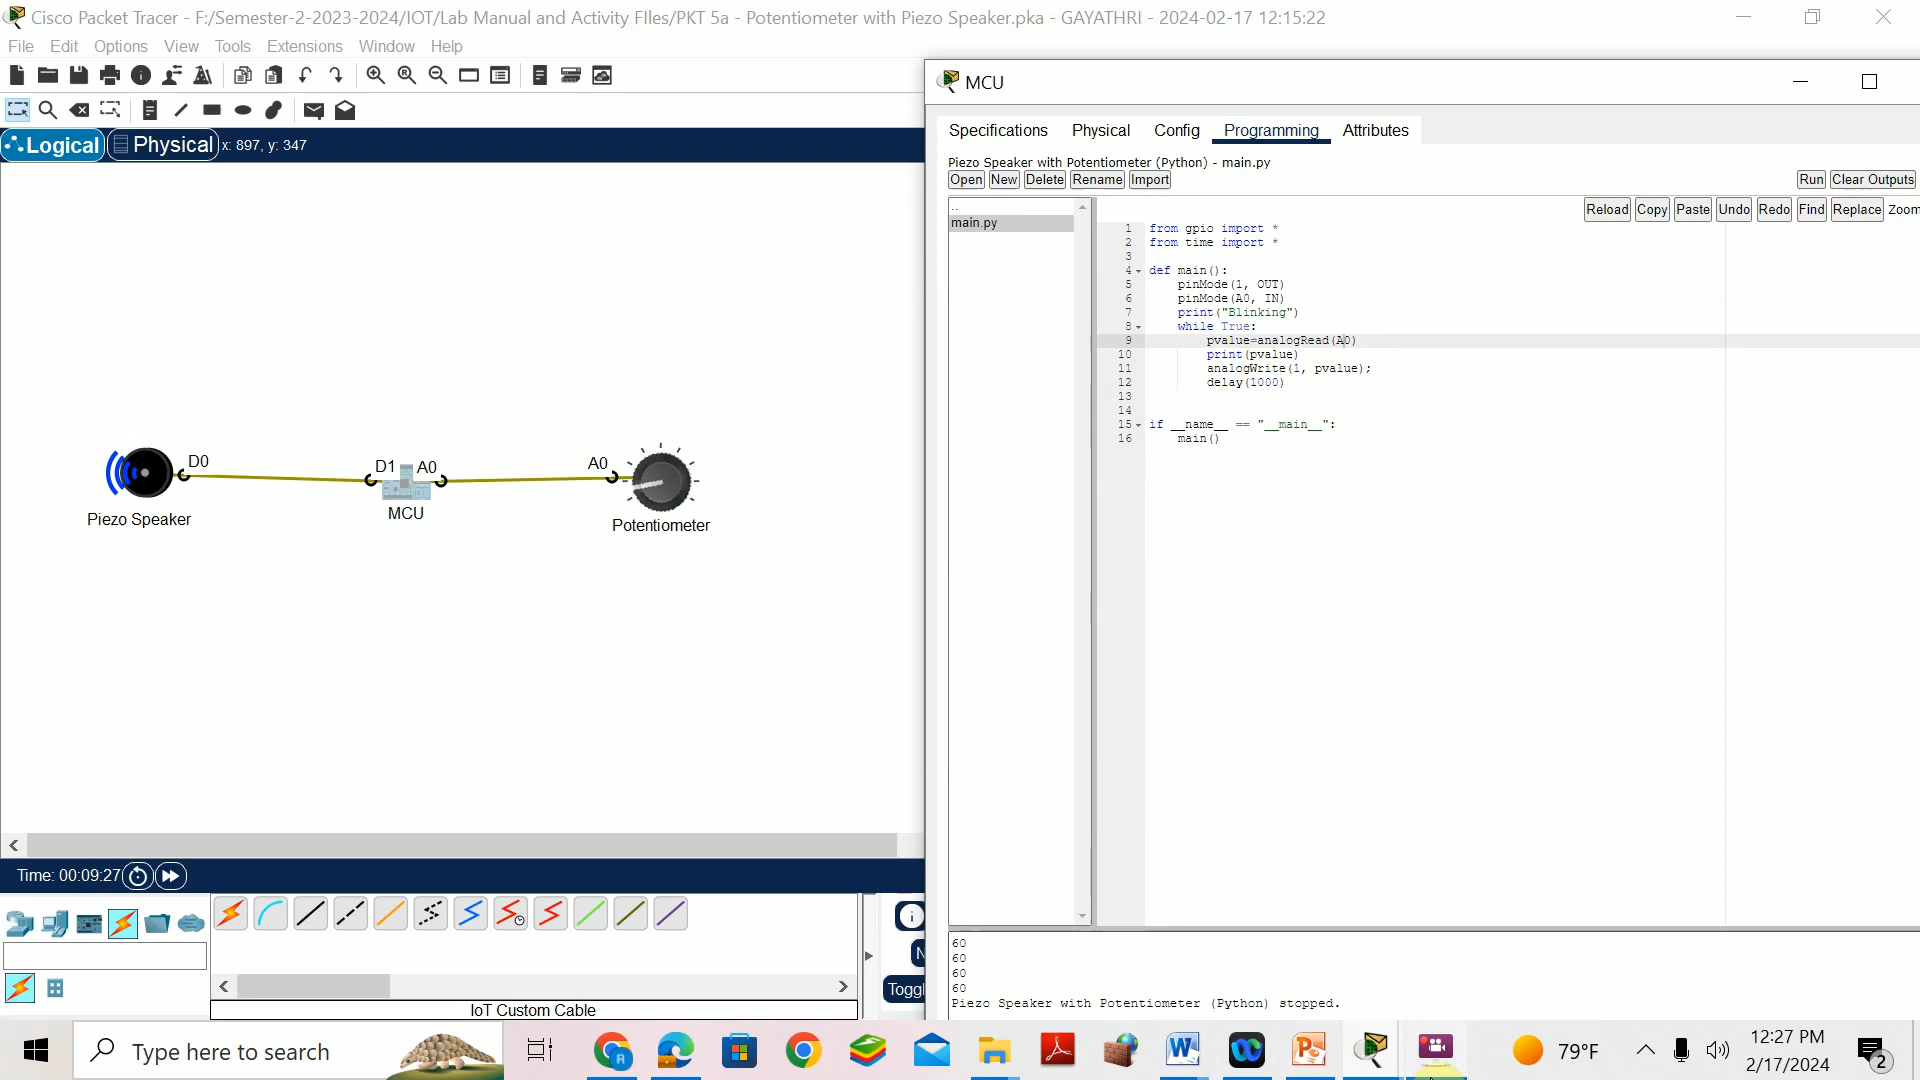 Cisco Packet Tracer - F:/Semester-2-2023-2024/IOT/Lab Manual and Activity FIles/PKT 5a - Potentiometer with Piezo Speaker.pka - GAYATHRI - 2024-02-17 12:15:22
File Edit Options View Tools Extensions Window Help
MCU
Logical Physical x: 897, y: 347
Specifications Physical Config Programming Attributes
Piezo Speaker with Potentiometer (Python) - main.py
Open New Delete Rename Import Run Clear Outputs
..
main.py
Reload Copy Paste Undo Redo Find Replace Zoom
1 from gpio import *
2 from time import *
3
4 def main():
5 pinMode(1, OUT)
6 pinMode(A0, IN)
7 print("Blinking")
8 while True:
9 pvalue=analogRead(A0)
10 print(pvalue)
11 analogWrite(1, pvalue);
12 delay(1000)
13
14
15 if __name__ == "__main__":
16 main()
D0 D1 A0 A0
Piezo Speaker MCU Potentiometer
Time: 00:09:27
N
Toggl
IoT Custom Cable
60
60
60
60
Piezo Speaker with Potentiometer (Python) stopped.
Type here to search
79°F
12:27 PM
2/17/2024
2